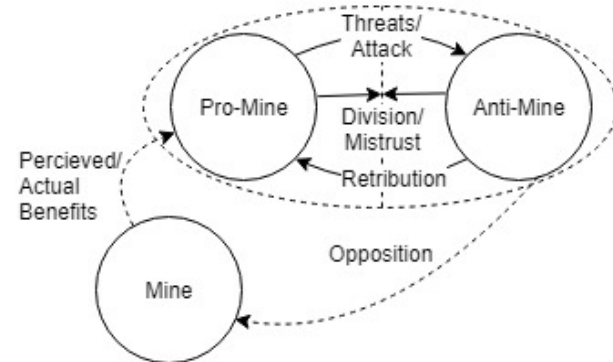 Threats/
Attack
Pro-Mine
Anti-Mine
Division/
Mistrust
Retribution
Percieved/
Actual
Benefits
Opposition
Mine